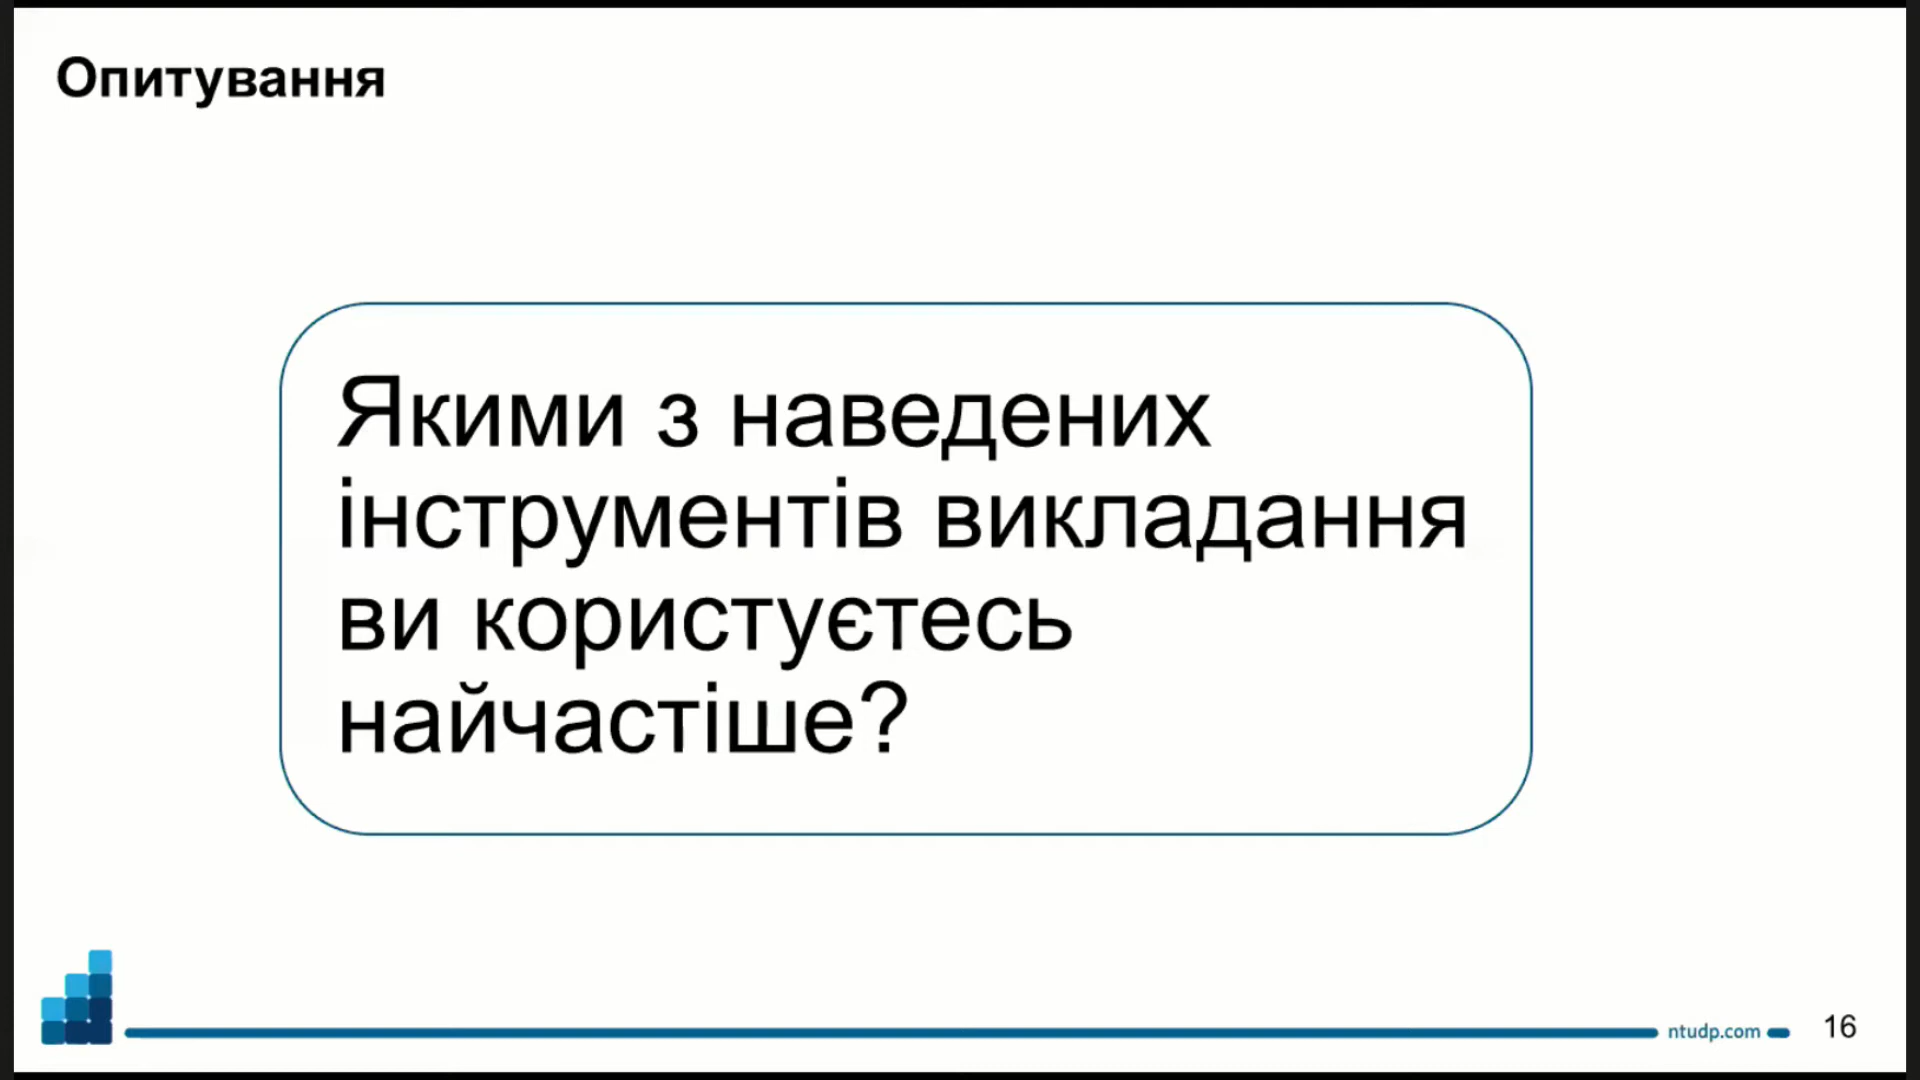 Опитування
Якими з наведених
інструментів викладання
ви користуєтесь
найчастіше?
ntudp.com
16